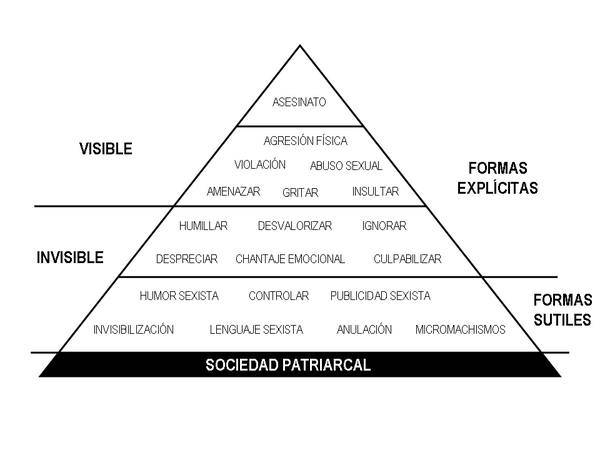 ASESINATO
AGRESIÓN FÍSICA
VISIBLE
VIOLACIÓN ABUSO SEXUAL
FORMAS
EXPLÍCITAS
AMENAZAR GRITAR INSULTAR
HUMILLAR DESVALORIZAR IGNORAR
INVISIBLE
DESPRECIAR CHANTAJE EMOCIONAL CULPABILIZAR
HUMOR SEXISTA CONTROLAR PUBLICIDAD SEXISTA
FORMAS
SUTILES
INVISIBILIZACIÓN LENGUAJE SEXISTA ANULACIÓN MICROMACHISMOS
SOCIEDAD PATRIARCAL